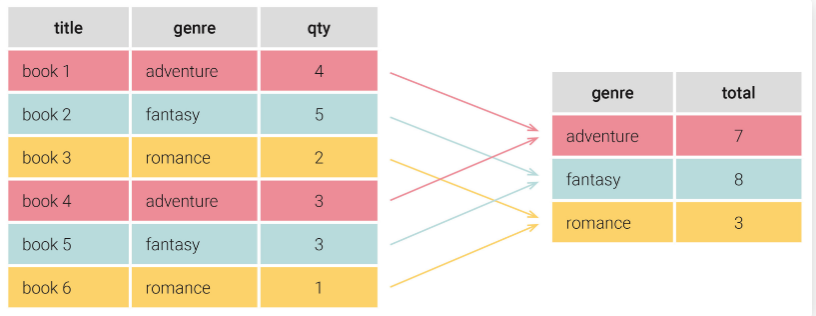 title genre qty
book 1 adventure 4
book 2 fantasy 5
book 3 romance 2
book 4 adventure 3
book 5 fantasy 3
book 6 romance 1
genre total
adventure 7
fantasy 8
romance 3